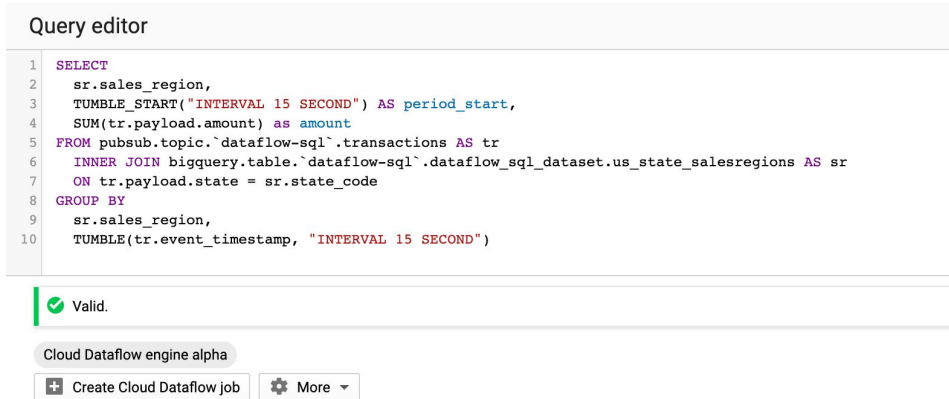 Query editor
1 SELECT
2 sr.sales_region,
3 TUMBLE_START("INTERVAL 15 SECOND") AS period_start,
4 SUM(tr.payload.amount) as amount
5 FROM pubsub.topic.`dataflow-sql`.transactions AS tr
6 INNER JOIN bigquery.table.`dataflow-sql`.dataflow_sql_dataset.us_state_salesregions AS sr
7 ON tr.payload.state = sr.state_code
8 GROUP BY
9 sr.sales_region,
10 TUMBLE(tr.event_timestamp, "INTERVAL 15 SECOND")
Valid.
Cloud Dataflow engine alpha
Create Cloud Dataflow job More